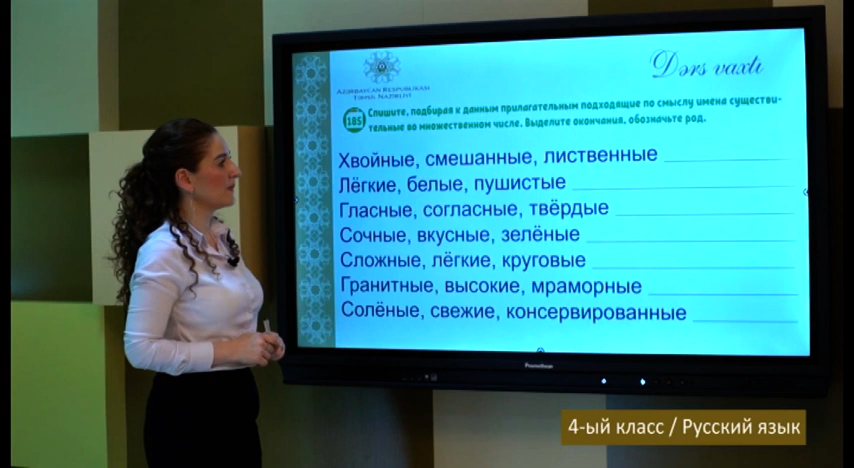 Dərs vaxtı
AZƏRBAYCAN RESPUBLİKASI
TƏHSİL NAZİRLİYİ
185 Спишите, подбирая к данным прилагательным подходящие по смыслу имена существи-
тельные во множественном числе. Выделите окончания, обозначьте род.
Хвойные, смешанные, лиственные
Лёгкие, белые, пушистые
Гласные, согласные, твёрдые
Сочные, вкусные, зелёные
Сложные, лёгкие, круговые
Гранитные, высокие, мраморные
Солёные, свежие, консервированные
Promethean
4-ый класс / Русский язык